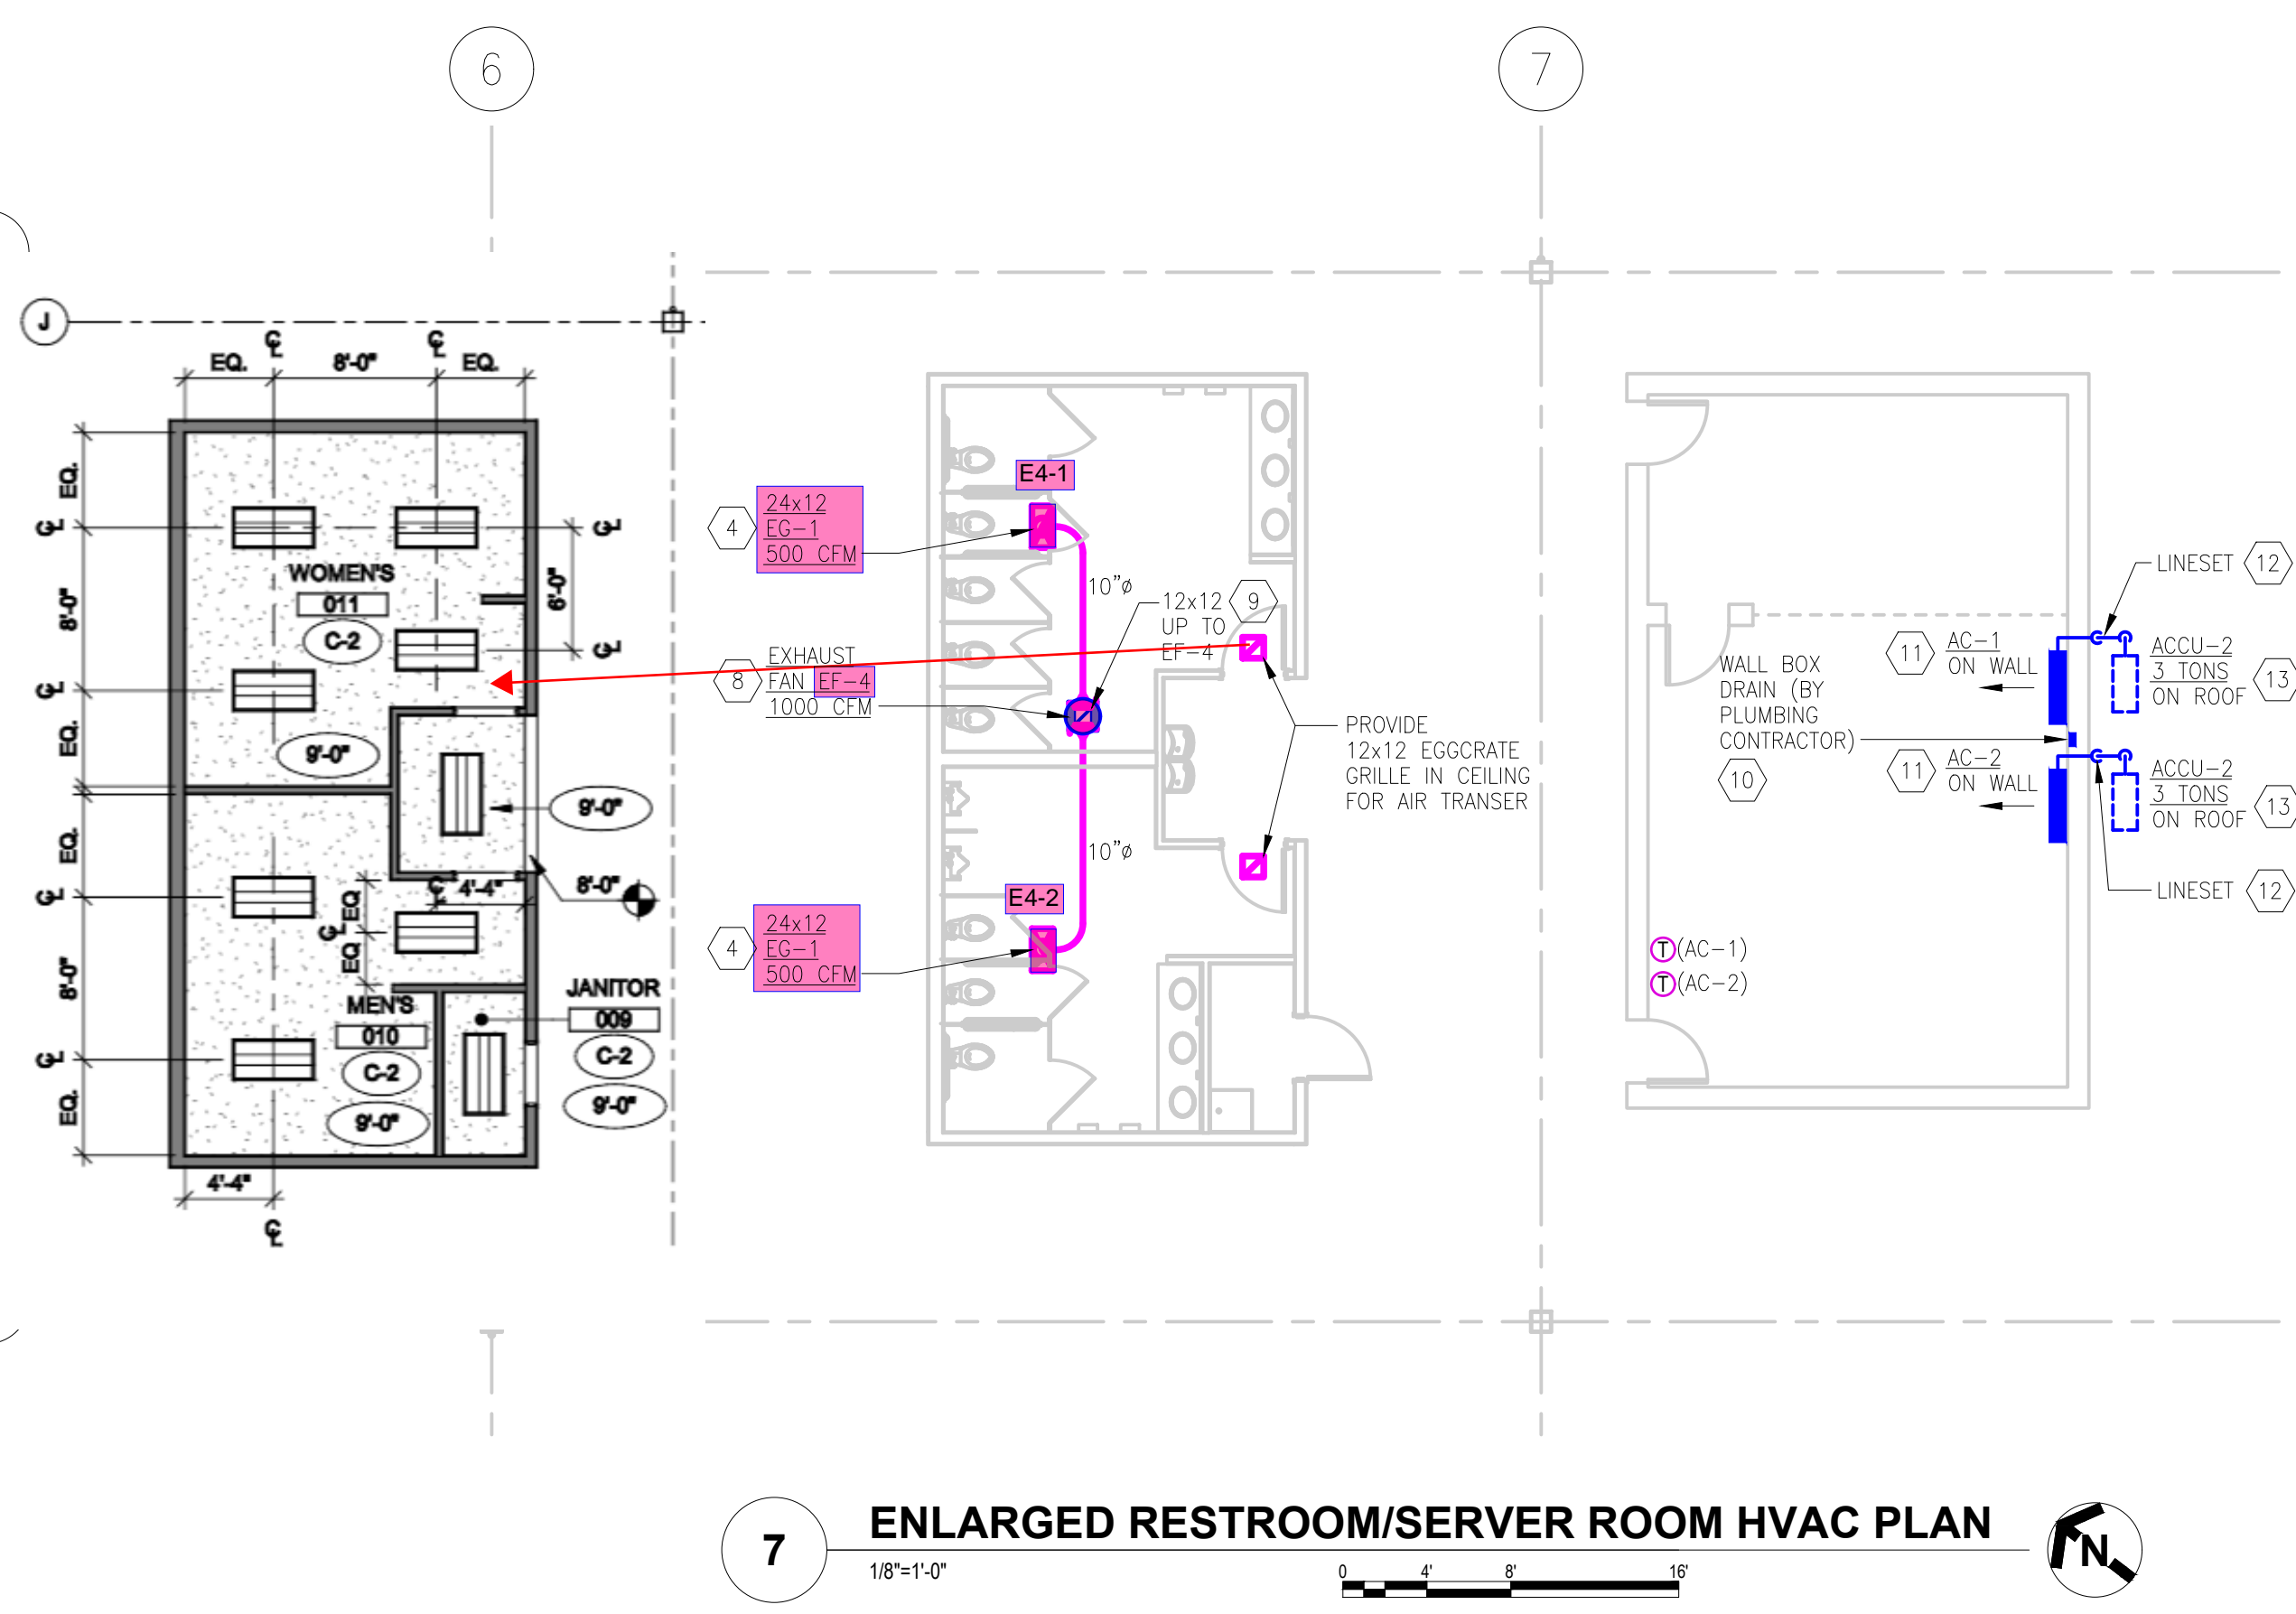 6
7
J
EQ.
8'-0"
EQ.
EQ.
8'-0"
EQ.
EQ.
8'-0"
EQ.
6'-0"
WOMEN'S
011
C-2
9'-0"
9'-0"
8'-0"
4'-4"
EQ
EQ
MEN'S
010
C-2
9'-0"
JANITOR
009
C-2
9'-0"
4'-4"
E4-1
4
24x12
EG-1
500 CFM
10"ø
12x12
UP TO
EF-4
9
8
EXHAUST
FAN EF-4
1000 CFM
PROVIDE
12x12 EGGCRATE
GRILLE IN CEILING
FOR AIR TRANSER
10"ø
E4-2
4
24x12
EG-1
500 CFM
LINESET 12
11
AC-1
ON WALL
ACCU-2
3 TONS
ON ROOF
13
WALL BOX
DRAIN (BY
PLUMBING
CONTRACTOR)
10
11
AC-2
ON WALL
ACCU-2
3 TONS
ON ROOF
13
LINESET 12
T (AC-1)
T (AC-2)
7
ENLARGED RESTROOM/SERVER ROOM HVAC PLAN
1/8"=1'-0"
0 4' 8' 16'
N